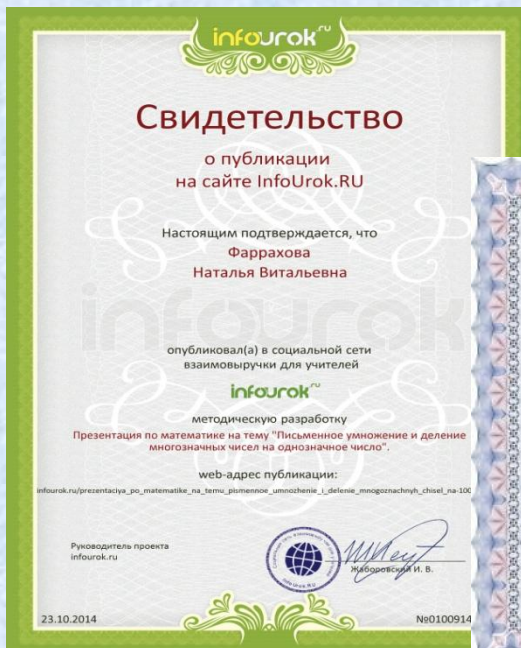 infourok.ru
Свидетельство
о публикации
на сайте InfoUrok.RU
Настоящим подтверждается, что
Фаррахова
Наталья Витальевна
infourok
опубликовал(а) в социальной сети
взаимовыручки для учителей
infourok.ru
методическую разработку
Презентация по математике на тему "Письменное умножение и деление
многозначных чисел на однозначное число".
web-адрес публикации:
infourok.ru/prezentaciya_po_matematike_na_temu_pismennoe_umnozhenie_i_delenie_mnogoznachnyh_chisel_na-100
Руководитель проекта
infourok.ru
Жаборовский И. В.
23.10.2014
№0100914